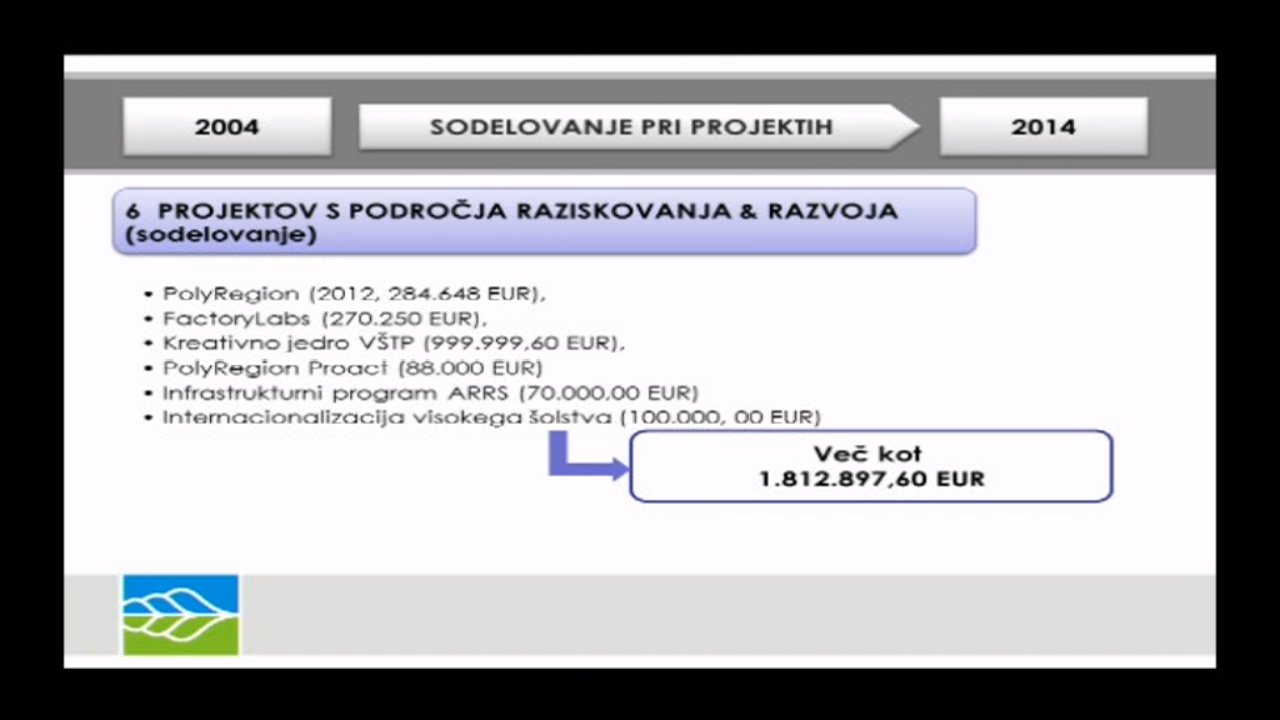 2004
SODELOVANJE PRI PROJEKTIH
2014
6 PROJEKTOV S PODROČJA RAZISKOVANJA & RAZVOJA
(sodelovanje)
• PolyRegion (2012, 284.648 EUR),
• FactoryLabs (270.250 EUR),
• Kreativno jedro VŠTP (999.999,60 EUR),
• PolyRegion Proact (88.000 EUR)
• Infrastrukturni program ARRS (70.000,00 EUR)
• Internacionalizacija visokega šolstva (100.000, 00 EUR)
Več kot
1.812.897,60 EUR